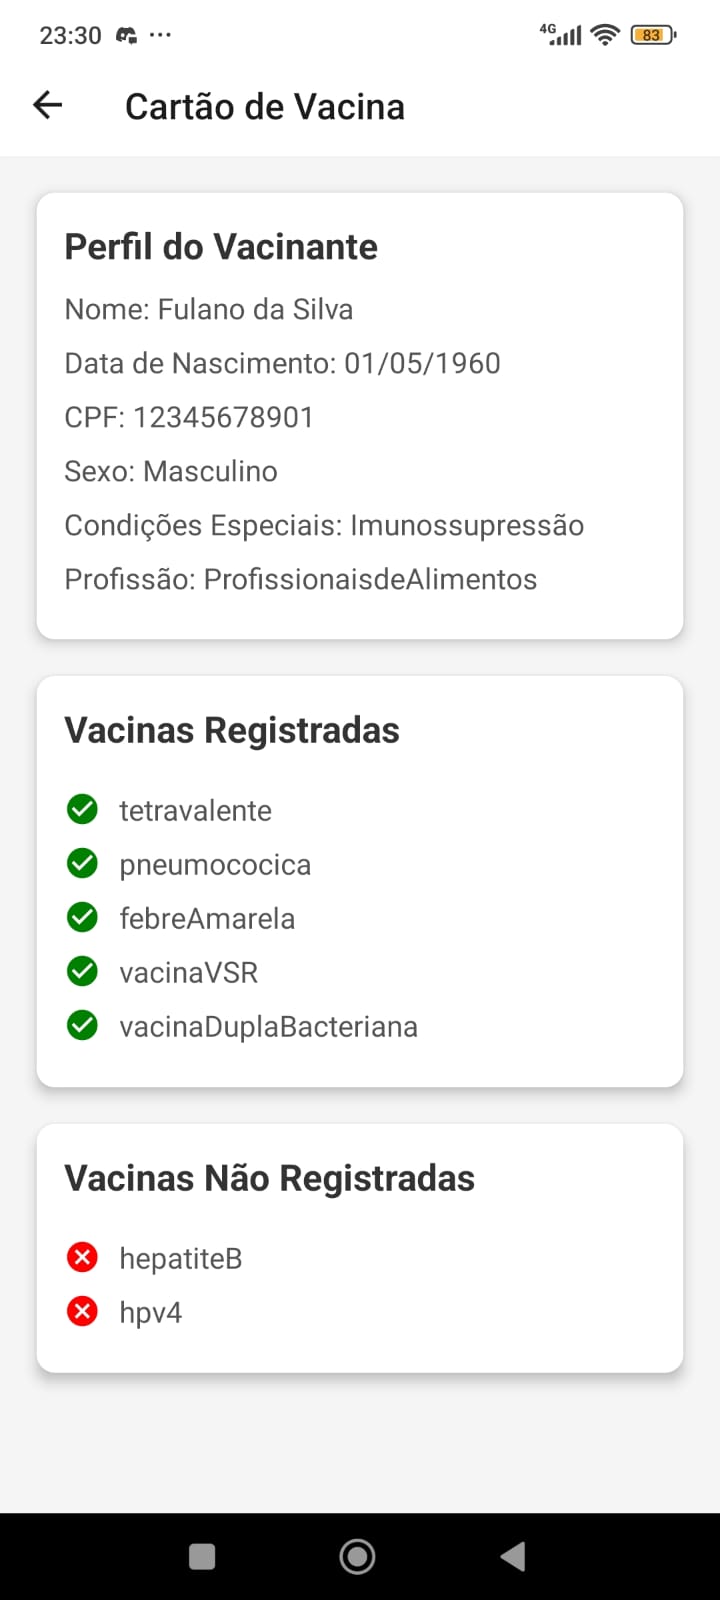 23:30 ...
4G 83
Cartão de Vacina
Perfil do Vacinante
Nome: Fulano da Silva
Data de Nascimento: 01/05/1960
CPF: 12345678901
Sexo: Masculino
Condições Especiais: Imunossupressão
Profissão: ProfissionaisdeAlimentos
Vacinas Registradas
tetravalente
pneumococica
febreAmarela
vacinaVSR
vacinaDuplaBacteriana
Vacinas Não Registradas
hepatiteB
hpv4